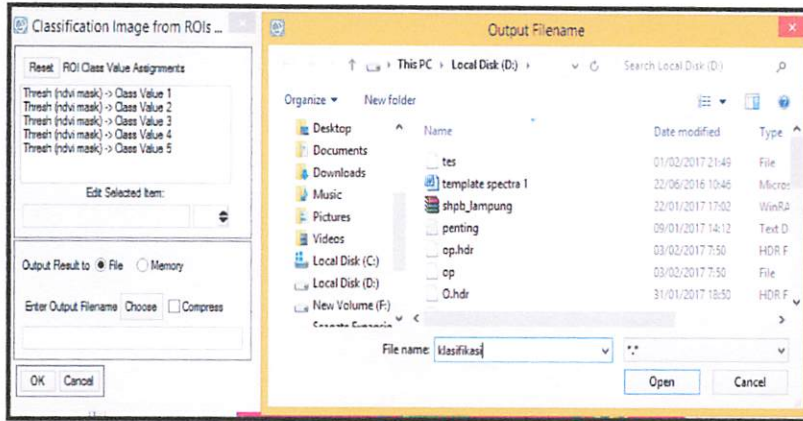 Classification Image from ROIs ...
Reset ROI Class Value Assignments
Thresh (ndvi mask) -> Class Value 1
Thresh (ndvi mask) -> Class Value 2
Thresh (ndvi mask) -> Class Value 3
Thresh (ndvi mask) -> Class Value 4
Thresh (ndvi mask) -> Class Value 5
Edit Selected Item:
Output Result to File Memory
Enter Output Filename Choose Compress
OK Cancel
Output Filename
This PC Local Disk (D:)
Search Local Disk (D:)
Organize New folder
Desktop
Documents
Downloads
Music
Pictures
Videos
Local Disk (C:)
Local Disk (D:)
New Volume (F:)
Name Date modified Type
tes 01/02/2017 21:49 File
template spectra 1 22/06/2016 10:46 Micros
shpb_lampung 22/01/2017 17:02 WinRA
penting 09/01/2017 14:12 Text D
op.hdr 03/02/2017 7:50 HDR F
op 03/02/2017 7:50 File
O.hdr 31/01/2017 18:50 HDR F
File name: klasifikasi *.*
Open Cancel